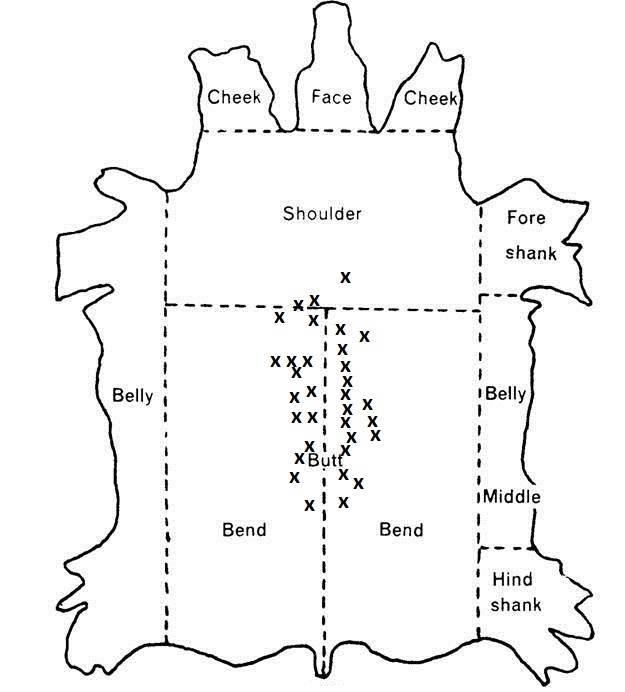 Cheek
Face
Cheek
Shoulder
Fore
shank
x
x x
x x
x x
x
x x x
x
x
x
x x
x x
x
x x
x
x
x
x
x x
Belly
Belly
x
x
x
Butt
x
x
x
x
x
Middle
Bend
Bend
Hind
shank